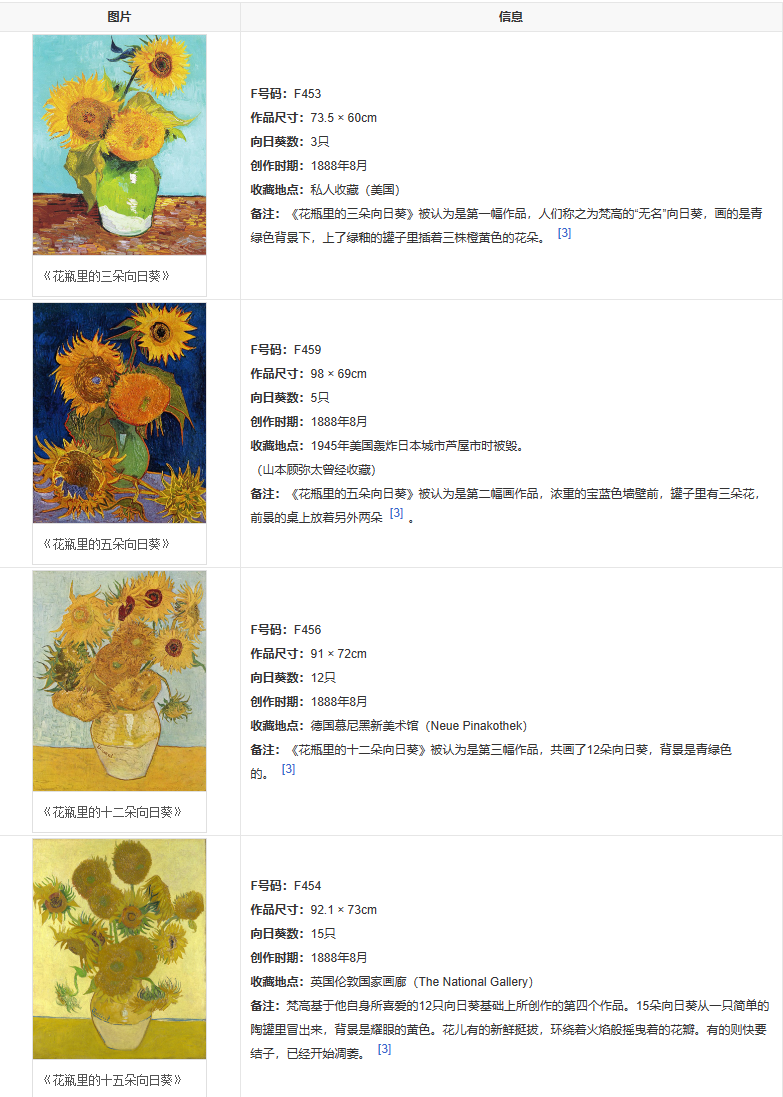 图片 信息
F号码：F453
作品尺寸：73.5 × 60cm
向日葵数：3只
创作时期：1888年8月
收藏地点：私人收藏（美国）
备注：《花瓶里的三朵向日葵》被认为是第一幅作品，人们称之为梵高的“无名”向日葵，画的是青
绿色背景下，上了绿釉的罐子里插着三株橙黄色的花朵。 [3]
《花瓶里的三朵向日葵》
F号码：F459
作品尺寸：98 × 69cm
向日葵数：5只
创作时期：1888年8月
收藏地点：1945年美国轰炸日本城市芦屋市时被毁。
（山本顾弥太曾经收藏）
备注：《花瓶里的五朵向日葵》被认为是第二幅画作品，浓重的宝蓝色墙壁前，罐子里有三朵花，
前景的桌上放着另外两朵 [3] 。
《花瓶里的五朵向日葵》
F号码：F456
作品尺寸：91 × 72cm
向日葵数：12只
创作时期：1888年8月
收藏地点：德国慕尼黑新美术馆（Neue Pinakothek）
备注：《花瓶里的十二朵向日葵》被认为是第三幅作品，共画了12朵向日葵，背景是青绿色
的。 [3]
《花瓶里的十二朵向日葵》
F号码：F454
作品尺寸：92.1 × 73cm
向日葵数：15只
创作时期：1888年8月
收藏地点：英国伦敦国家画廊（The National Gallery）
备注：梵高基于他自身所喜爱的12只向日葵基础上所创作的第四个作品。15朵向日葵从一只简单的
陶罐里冒出来，背景是耀眼的黄色。花儿有的新鲜挺拔，环绕着火焰般摇曳着的花瓣。有的则快要
结子，已经开始凋萎。 [3]
《花瓶里的十五朵向日葵》